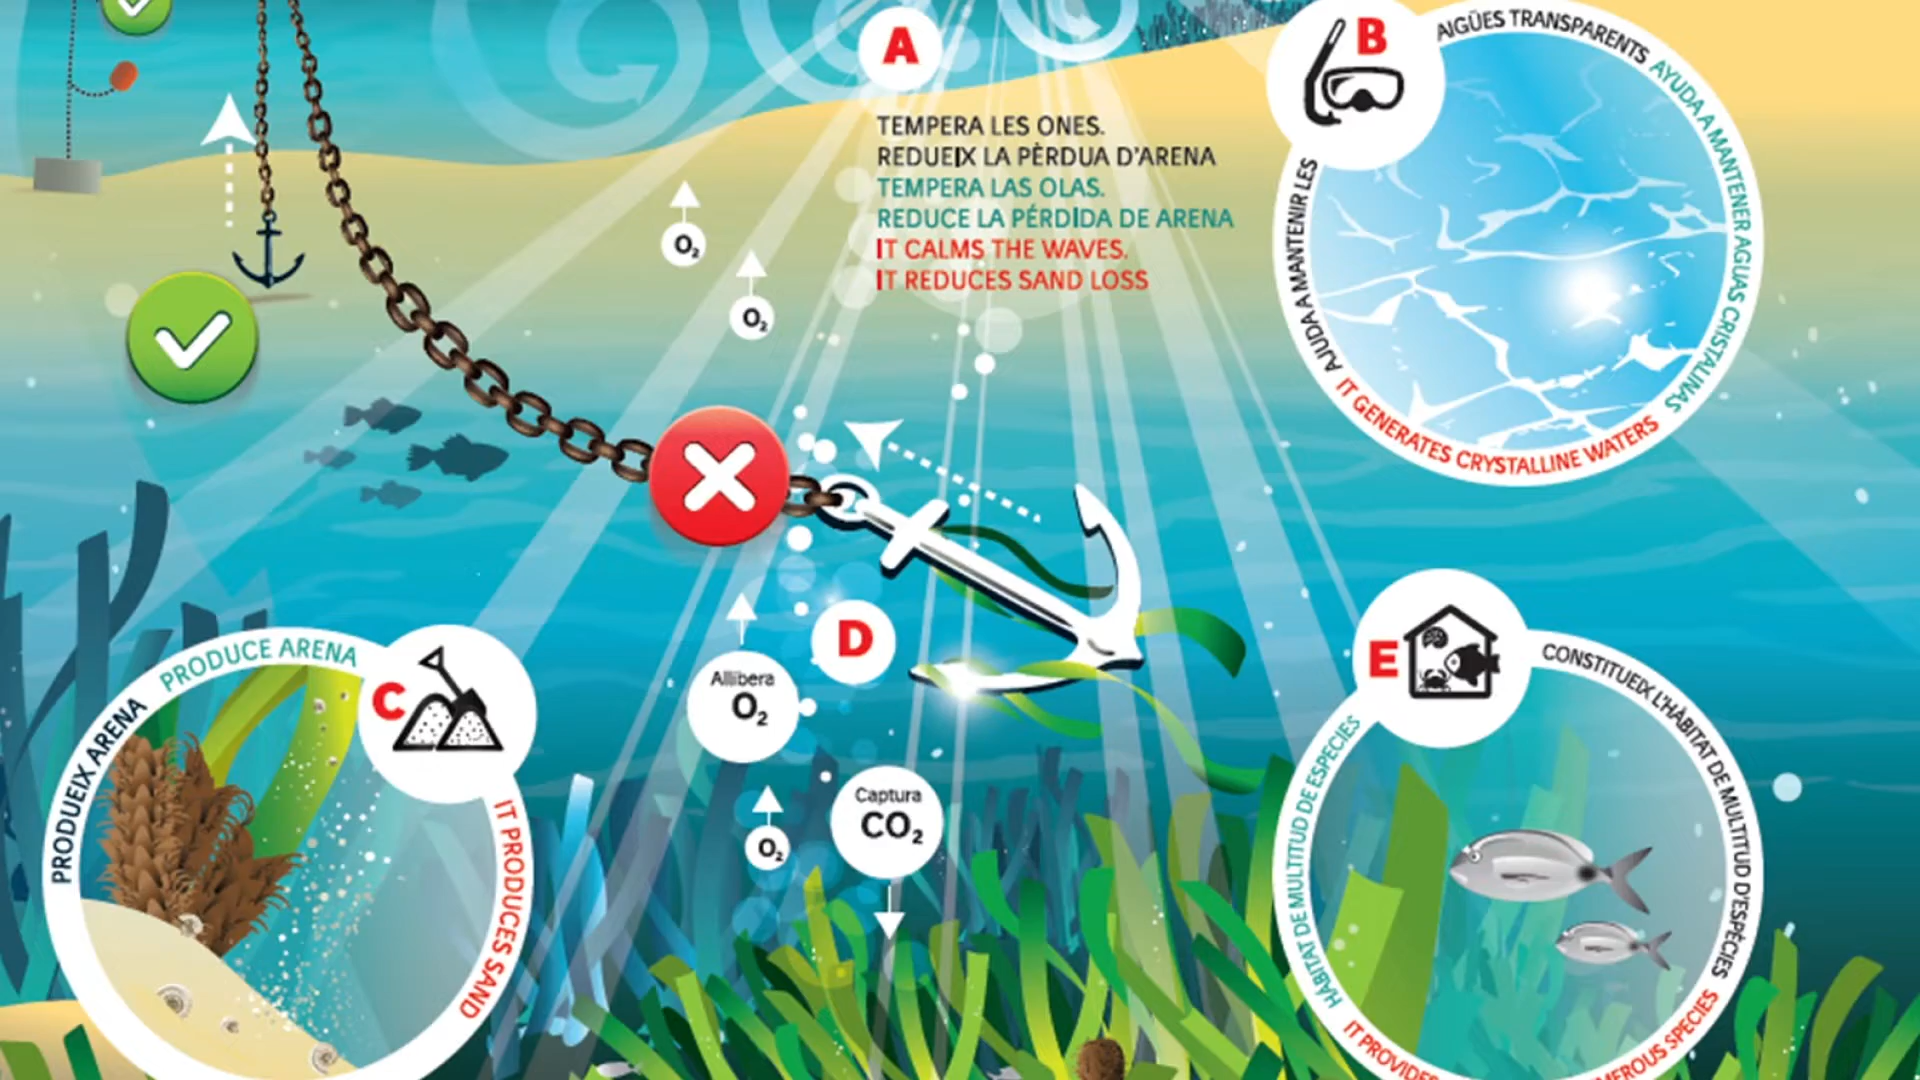 A
TEMPERA LES ONES.
REDUEIX LA PÈRDUA D'ARENA
TEMPERA LAS OLAS.
REDUCE LA PÉRDIDA DE ARENA
IT CALMS THE WAVES.
IT REDUCES SAND LOSS
B
AJUDA A MANTENIR LES AIGÜES TRANSPARENTS
AYUDA A MANTENER AGUAS CRISTALINAS
IT GENERATES CRYSTALLINE WATERS
O₂
O₂
C
PRODUEIX ARENA
PRODUCE ARENA
IT PRODUCES SAND
D
Allibera
O₂
Captura
CO₂
O₂
E
CONSTITUEIX L'HÀBITAT DE MULTITUD D'ESPÈCIES
HÁBITAT DE MULTITUD DE ESPECIES
IT PROVIDES
SPECIES